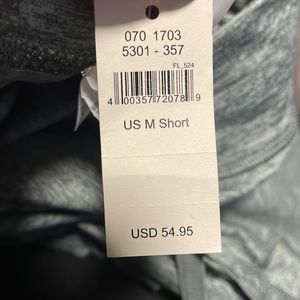 070 1703
5301 - 357
FL_524
4 00357 72078 9
US M Short
USD 54.95